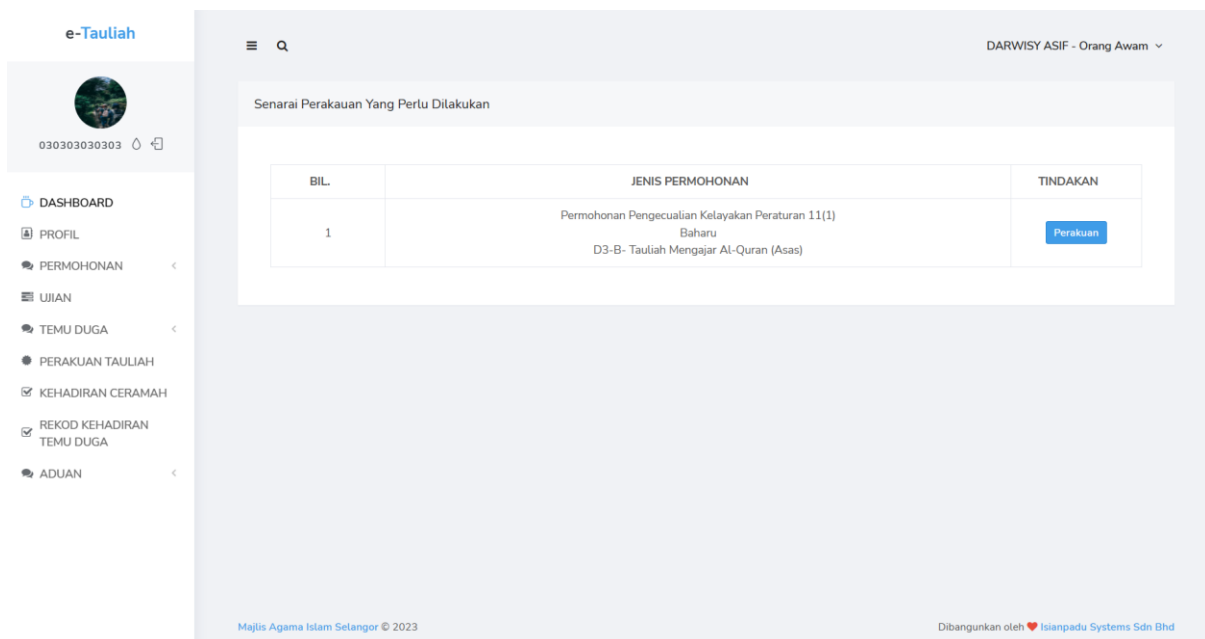 e-Tauliah
030303030303
DASHBOARD
PROFIL
PERMOHONAN
UJIAN
TEMU DUGA
PERAKUAN TAULIAH
KEHADIRAN CERAMAH
REKOD KEHADIRAN
TEMU DUGA
ADUAN
DARWISY ASIF - Orang Awam
Senarai Perakauan Yang Perlu Dilakukan
BIL. JENIS PERMOHONAN TINDAKAN
Permohonan Pengecualian Kelayakan Peraturan 11(1)
1 Baharu Perakuan
D3-B- Tauliah Mengajar Al-Quran (Asas)
Majlis Agama Islam Selangor © 2023 Dibangunkan oleh ❤ Isianpadu Systems Sdn Bhd